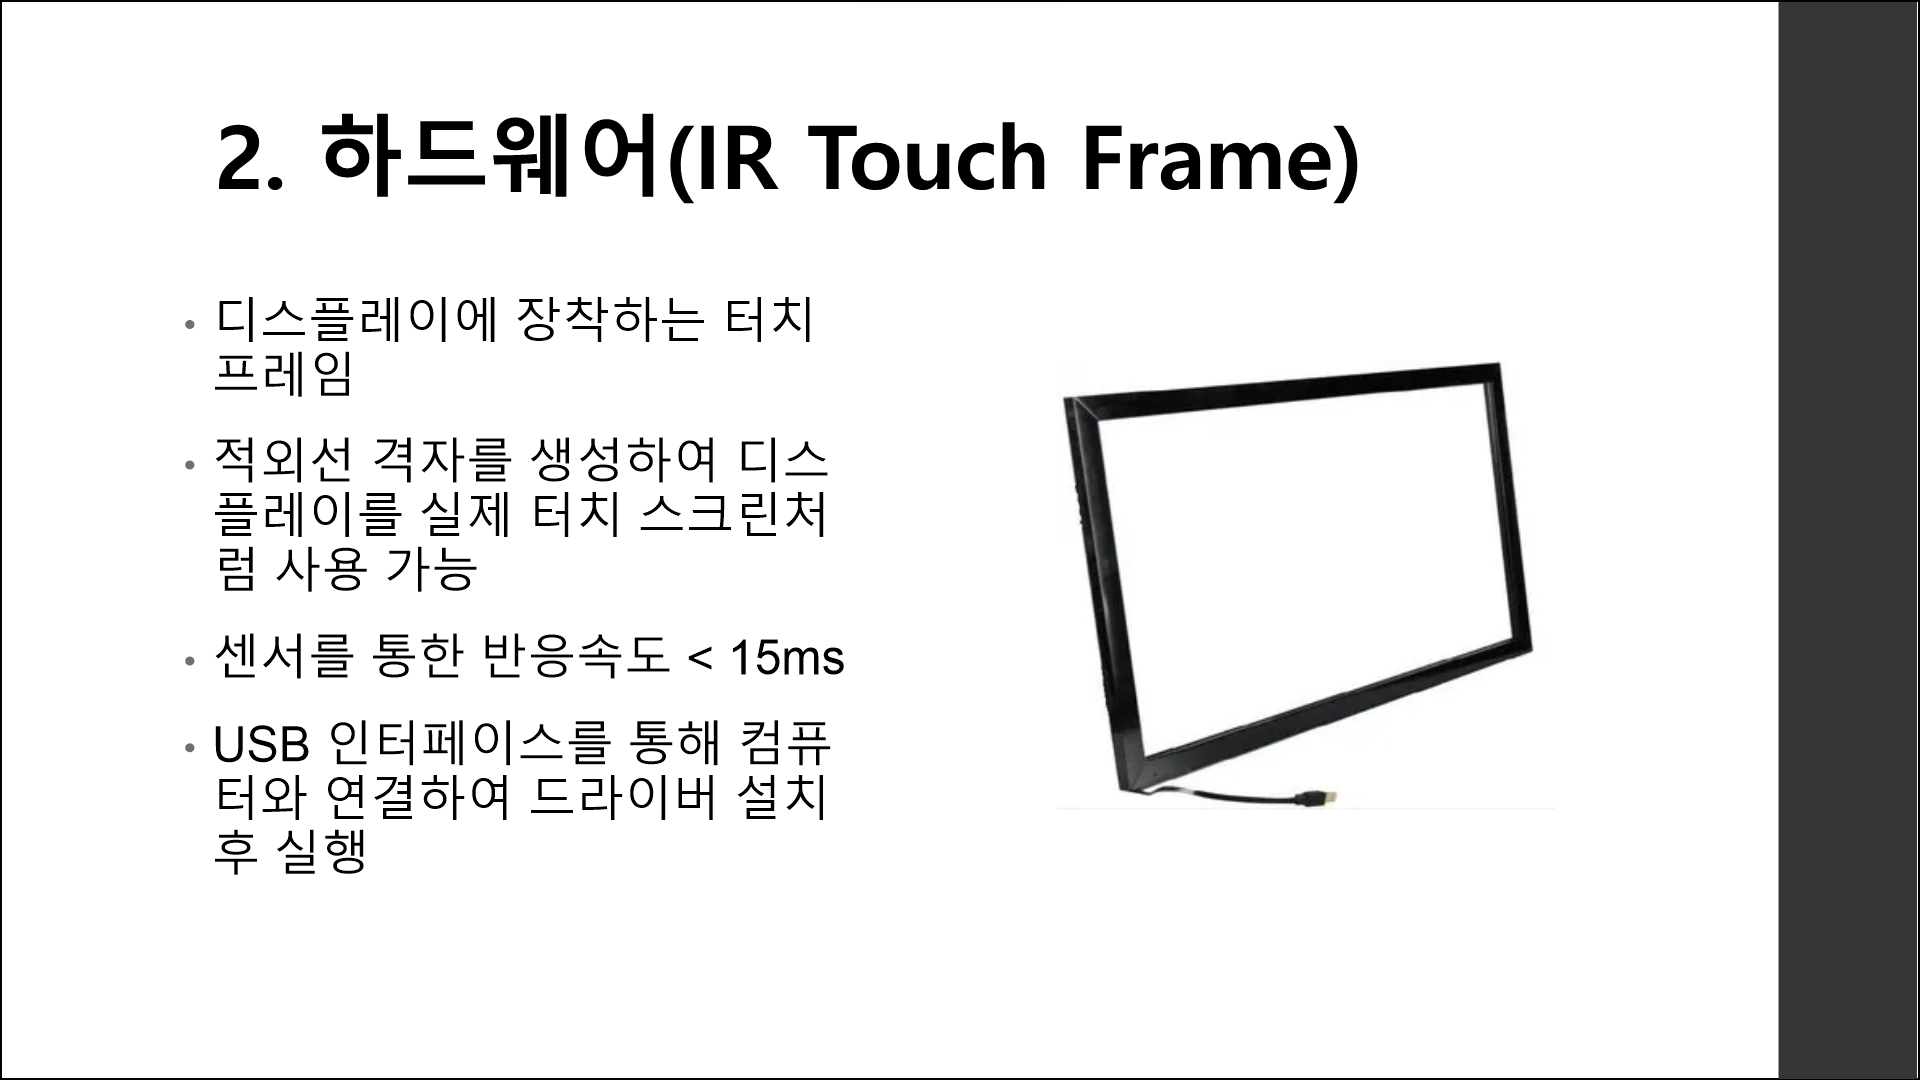 2. 하드웨어(IR Touch Frame)
• 디스플레이에 장착하는 터치
프레임
• 적외선 격자를 생성하여 디스
플레이를 실제 터치 스크린처
럼 사용 가능
• 센서를 통한 반응속도 < 15ms
• USB 인터페이스를 통해 컴퓨
터와 연결하여 드라이버 설치
후 실행